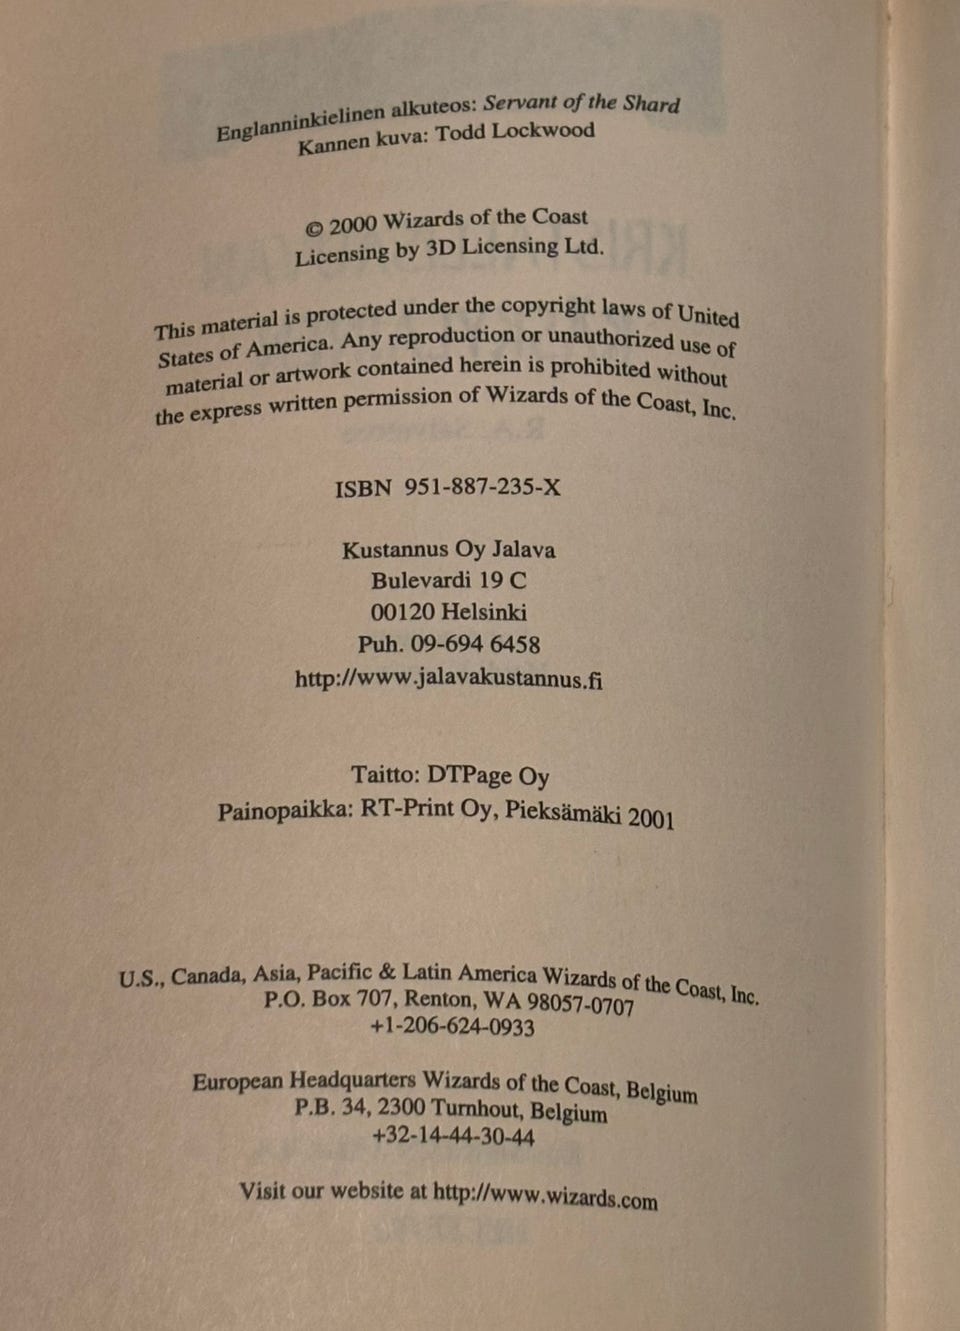 Englanninkielinen alkuteos: Servant of the Shard
Kannen kuva: Todd Lockwood
© 2000 Wizards of the Coast
Licensing by 3D Licensing Ltd.
This material is protected under the copyright laws of United
States of America. Any reproduction or unauthorized use of
material or artwork contained herein is prohibited without
the express written permission of Wizards of the Coast, Inc.
ISBN 951-887-235-X
Kustannus Oy Jalava
Bulevardi 19 C
00120 Helsinki
Puh. 09-694 6458
http://www.jalavakustannus.fi
Taitto: DTPage Oy
Painopaikka: RT-Print Oy, Pieksämäki 2001
U.S., Canada, Asia, Pacific & Latin America Wizards of the Coast, Inc.
P.O. Box 707, Renton, WA 98057-0707
+1-206-624-0933
European Headquarters Wizards of the Coast, Belgium
P.B. 34, 2300 Turnhout, Belgium
+32-14-44-30-44
Visit our website at http://www.wizards.com